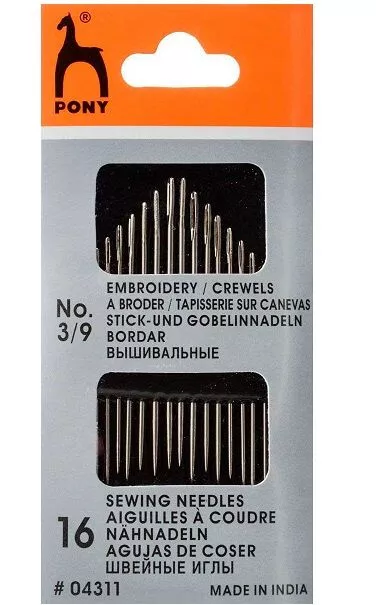 ®
PONY
No.
3/9
EMBROIDERY / CREWELS
A BRODER / TAPISSERIE SUR CANEVAS
STICK-UND GOBELINNADELN
BORDAR
ВЫШИВАЛЬНЫЕ
16
SEWING NEEDLES
AIGUILLES À COUDRE
NÄHNADELN
AGUJAS DE COSER
ШВЕЙНЫЕ ИГЛЫ
# 04311
MADE IN INDIA